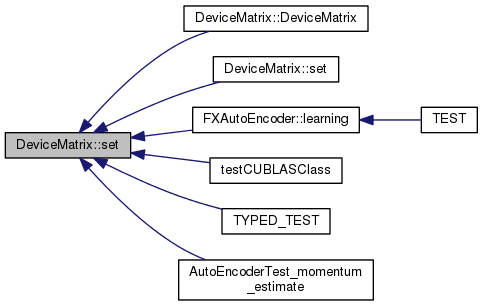 DeviceMatrix::DeviceMatrix
DeviceMatrix::set
FXAutoEncoder::learning
TEST
DeviceMatrix::set
testCUBLASClass
TYPED_TEST
AutoEncoderTest_momentum
_estimate